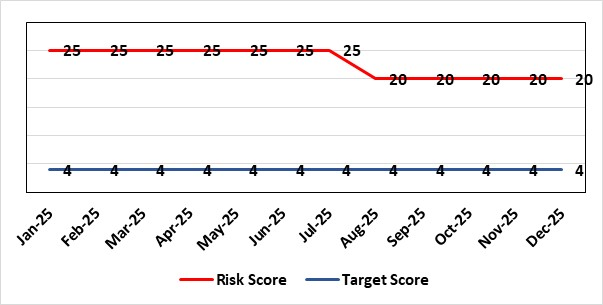 25 25 25 25 25 25 25
20 20 20 20 20
4 4 4 4 4 4 4 4 4 4 4 4
Jan-25 Feb-25 Mar-25 Apr-25 May-25 Jun-25 Jul-25 Aug-25 Sep-25 Oct-25 Nov-25 Dec-25
Risk Score Target Score